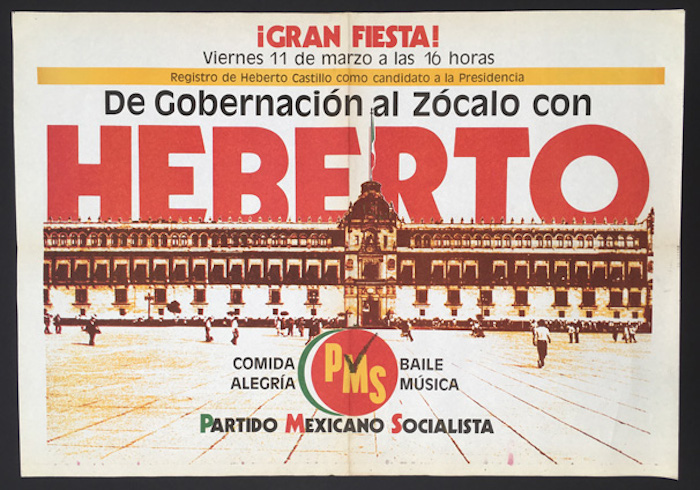 ¡GRAN FIESTA!
Viernes 11 de marzo a las 16 horas
Registro de Heberto Castillo como candidato a la Presidencia
De Gobernación al Zócalo con
HEBERTO
COMIDA
ALEGRÍA
PMS
BAILE
MÚSICA
PARTIDO MEXICANO SOCIALISTA